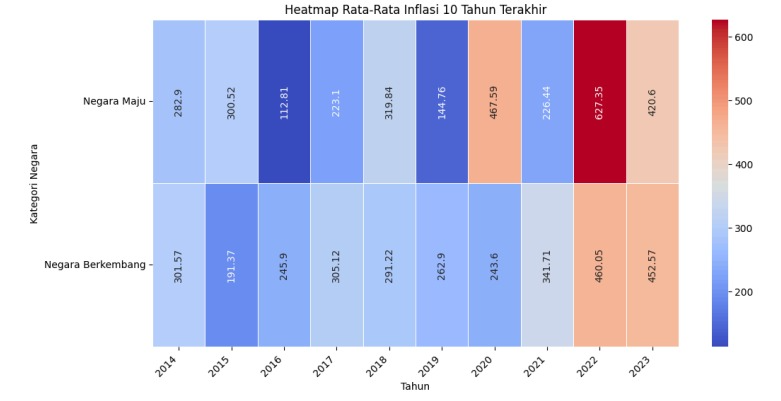 Heatmap Rata-Rata Inflasi 10 Tahun Terakhir
Kategori Negara
Negara Maju
282.9 300.52 112.81 223.1 319.84 144.76 467.59 226.44 627.35 420.6
Negara Berkembang
301.57 191.37 245.9 305.12 291.22 262.9 243.6 341.71 460.05 452.57
2014 2015 2016 2017 2018 2019 2020 2021 2022 2023
Tahun
600
500
400
300
200